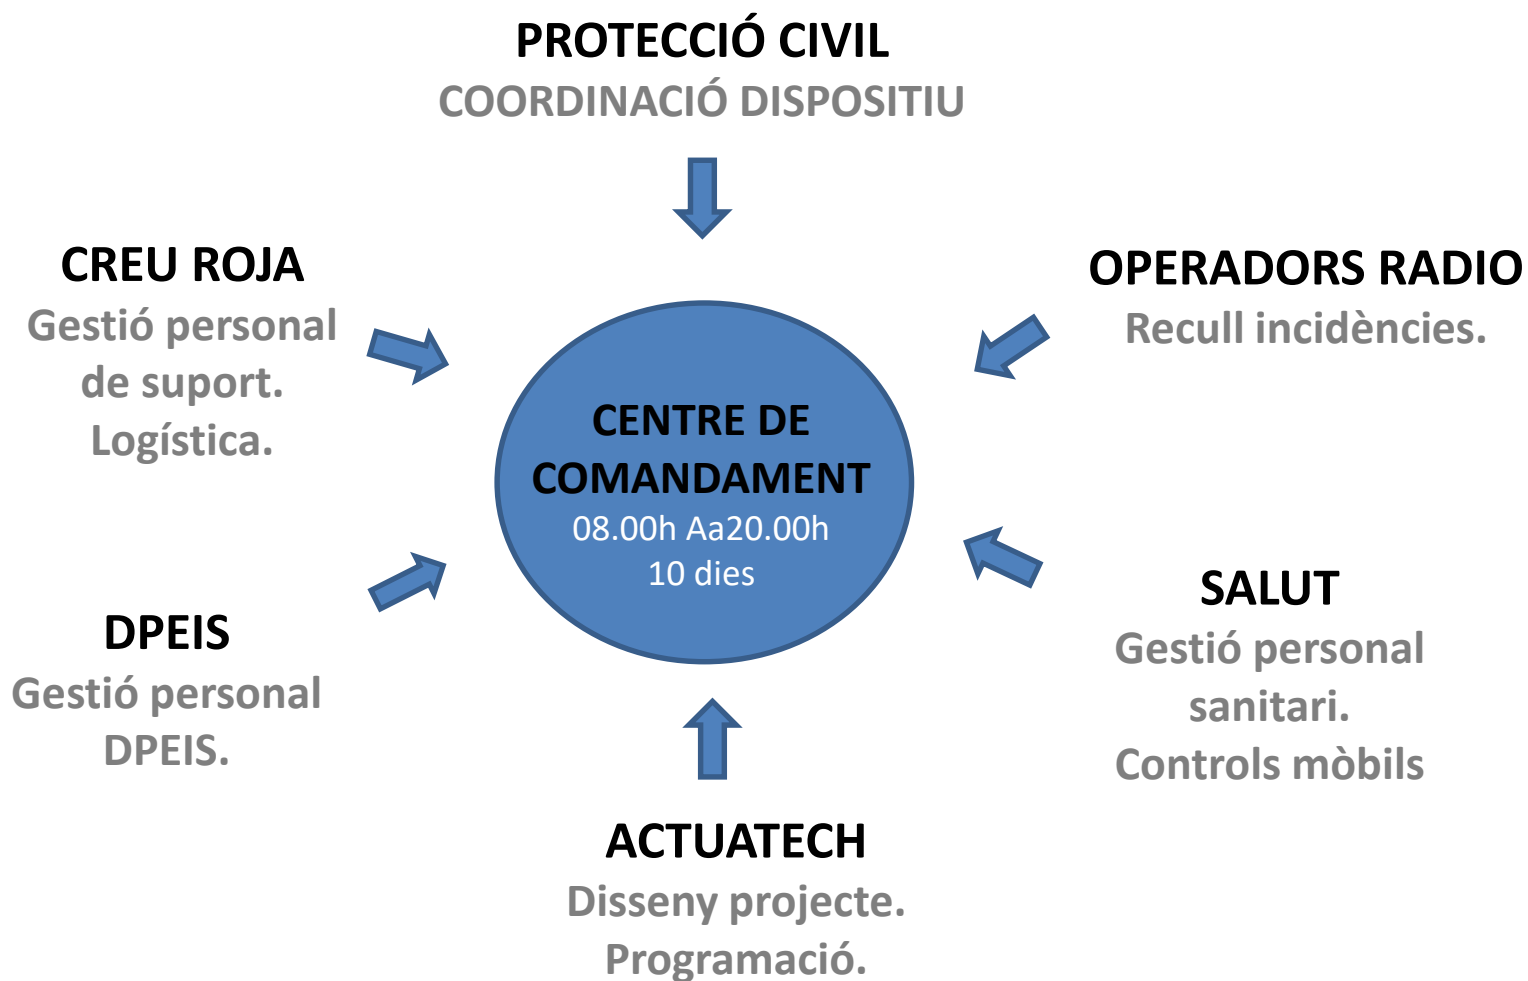 PROTECCIÓ CIVIL
COORDINACIÓ DISPOSITIU
CREU ROJA
Gestió personal
de suport.
Logística.
OPERADORS RADIO
Recull incidències.
CENTRE DE
COMANDAMENT
08.00h Aa20.00h
10 dies
DPEIS
Gestió personal
DPEIS.
SALUT
Gestió personal
sanitari.
Controls mòbils
ACTUATECH
Disseny projecte.
Programació.